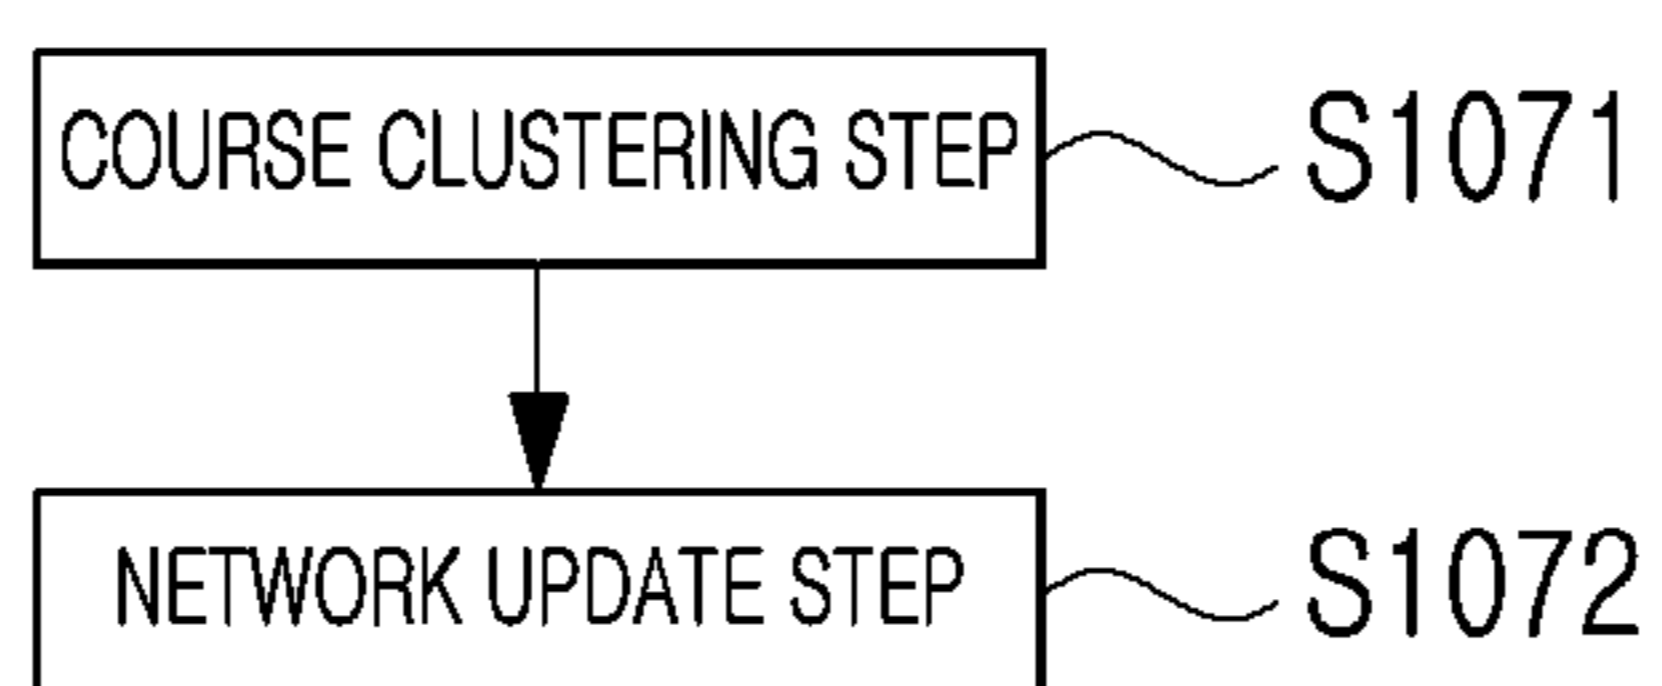 COURSE CLUSTERING STEP S1071
NETWORK UPDATE STEP S1072